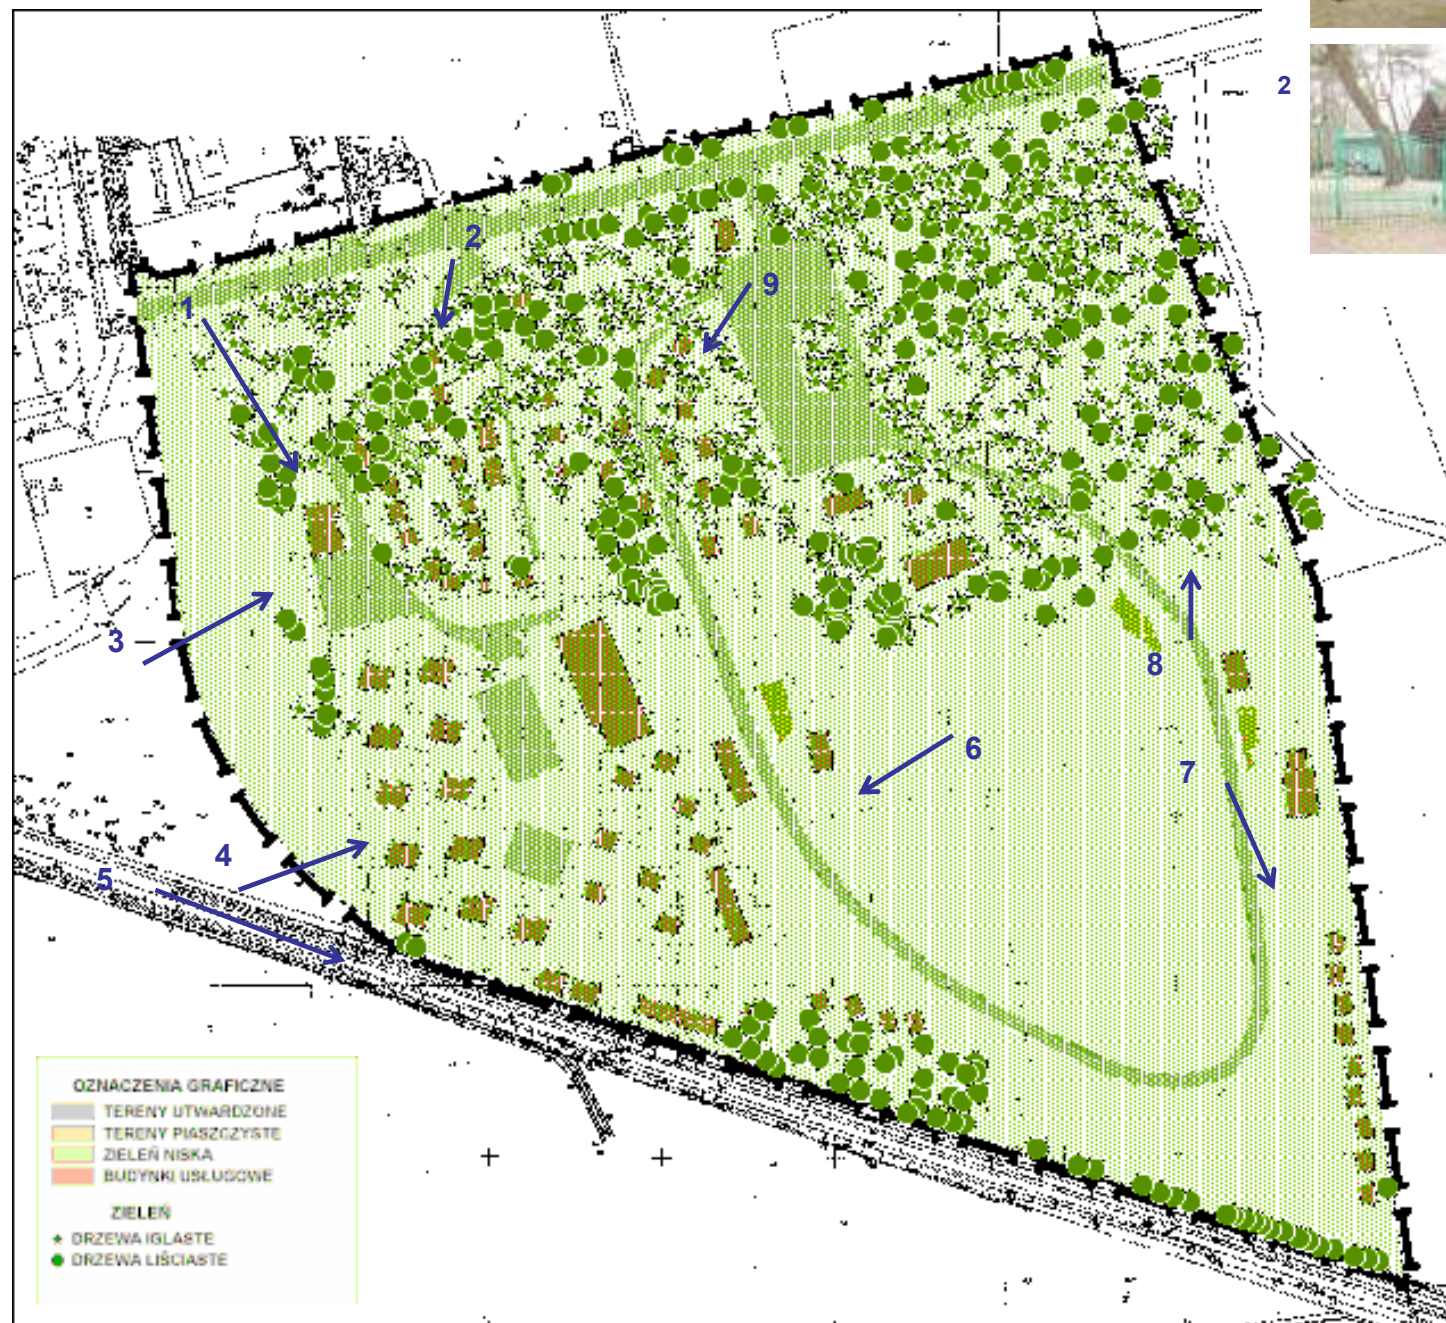 2
2
9
1
3
8
6
7
4
5
OZNACZENIA GRAFICZNE
TERENY UTWARDZONE
TERENY PIASZCZYSTE
ZIELEŃ NISKA
BUDYNKI USŁUGOWE
ZIELEŃ
DRZEWA IGLASTE
DRZEWA LIŚCIASTE